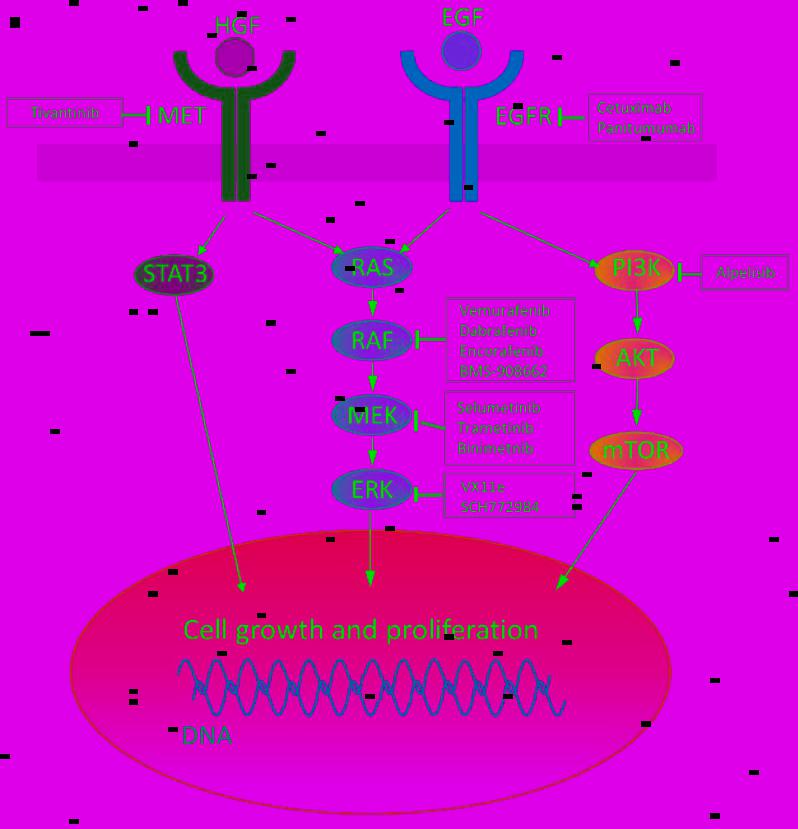 HGF
EGF
Tivantinib
MET
EGFR
Cetuximab
Panitumumab
STAT3
RAS
PI3K
Alpelisib
RAF
Vemurafenib
Dabrafenib
Encorafenib
BMS-908662
AKT
MEK
Selumetinib
Trametinib
Binimetinib
mTOR
ERK
VX11e
SCH772984
Cell growth and proliferation
DNA